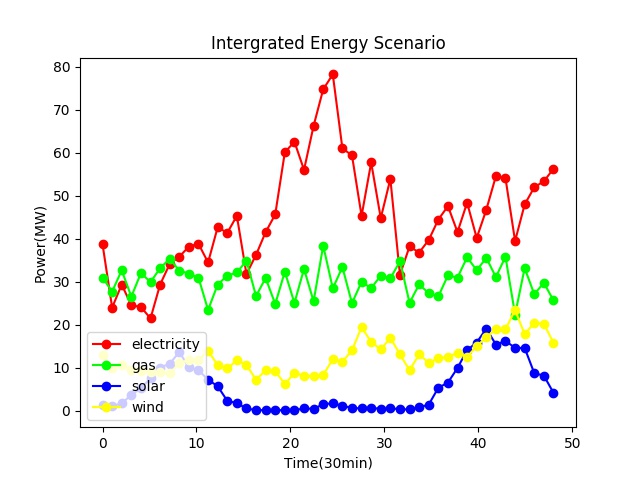 Intergrated Energy Scenario
Power(MW)
80
70
60
50
40
30
20
10
0
electricity
gas
solar
wind
0 10 20 30 40 50
Time(30min)